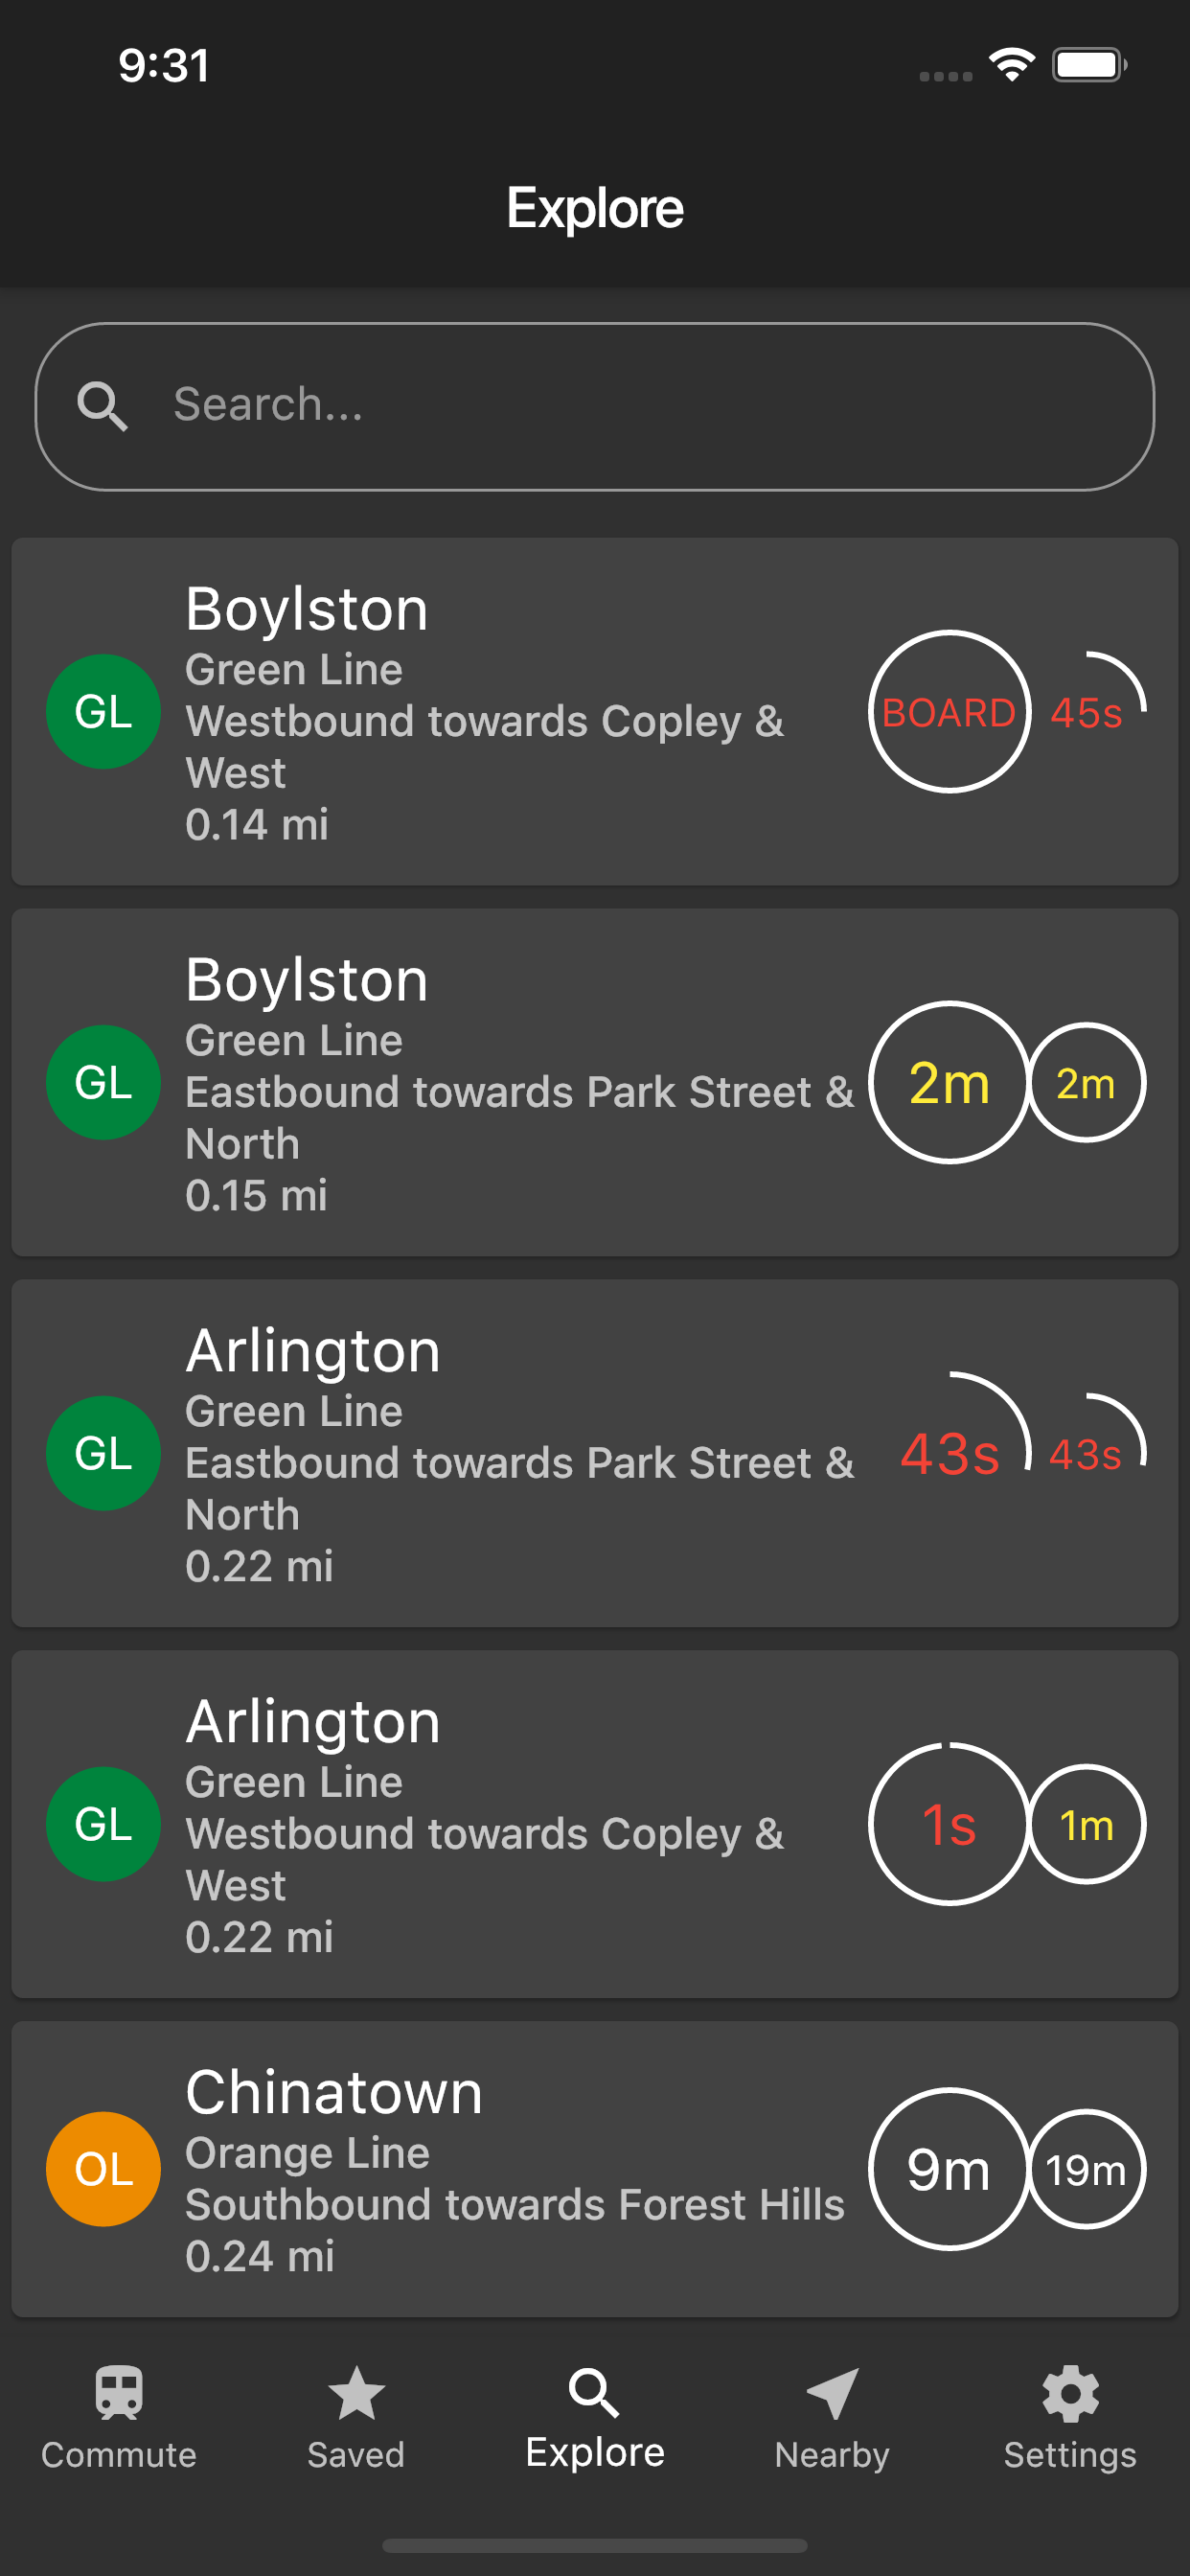 9:31
Explore
Search...
Boylston
GL
Green Line
Westbound towards Copley &
West
0.14 mi
BOARD
45s
Boylston
GL
Green Line
Eastbound towards Park Street &
North
0.15 mi
2m
2m
Arlington
GL
Green Line
Eastbound towards Park Street &
North
0.22 mi
43s
43s
Arlington
GL
Green Line
Westbound towards Copley &
West
0.22 mi
1s
1m
Chinatown
OL
Orange Line
Southbound towards Forest Hills
0.24 mi
9m
19m
Commute
Saved
Explore
Nearby
Settings